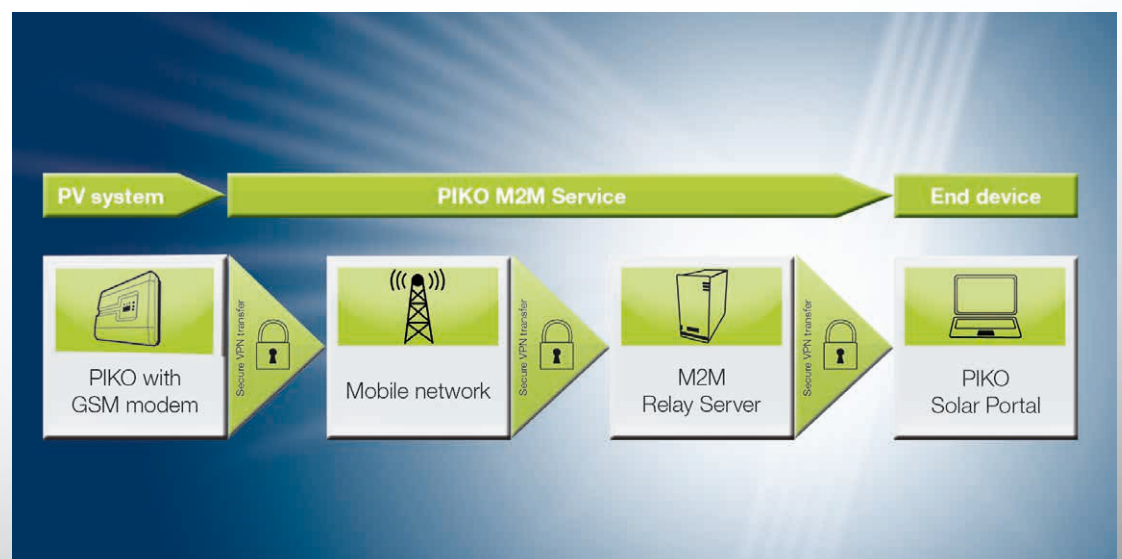 PV system
PIKO M2M Service
End device
PIKO with
GSM modem
Secure VPN transfer
Mobile network
Secure VPN transfer
M2M
Relay Server
Secure VPN transfer
PIKO
Solar Portal